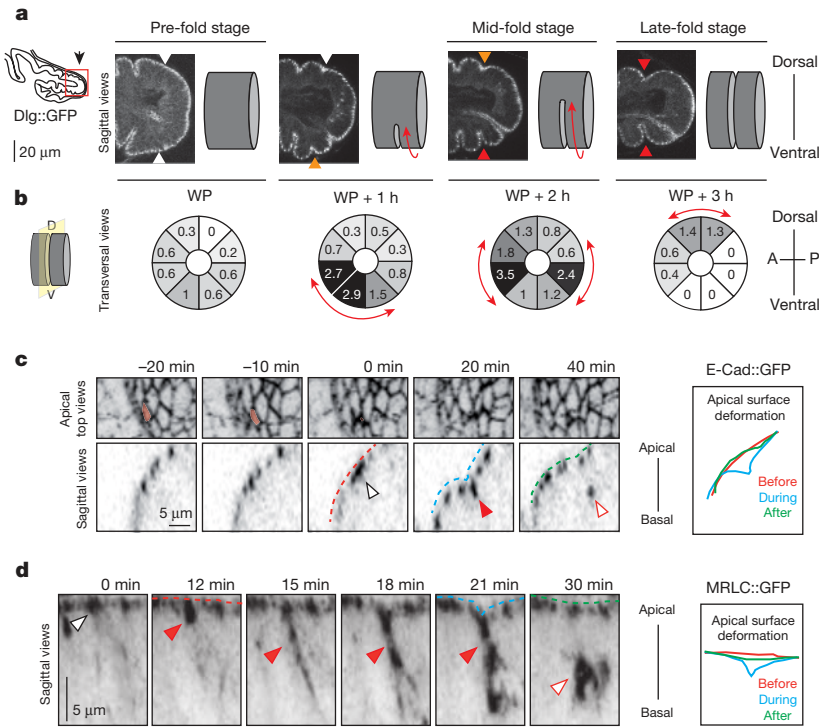 a
Pre-fold stage
Mid-fold stage
Late-fold stage
Dlg::GFP
20 μm
Sagittal views
Dorsal
Ventral
b
WP
WP + 1 h
WP + 2 h
WP + 3 h
D
V
Transversal views
0.3 0
0.6 0.2
0.6 0.6
1 0.6
0.3 0.5
0.7 0.3
2.7 0.8
2.9 1.5
1.3 0.8
1.8 0.6
3.5 2.4
1 1.2
1.4 1.3
0.6 0
0.4 0
0 0
Dorsal
A P
Ventral
c
–20 min
–10 min
0 min
20 min
40 min
E-Cad::GFP
Apical
top views
Sagittal views
5 μm
Apical
Basal
Apical surface
deformation
Before
During
After
d
0 min
12 min
15 min
18 min
21 min
30 min
MRLC::GFP
Sagittal views
5 μm
Apical
Basal
Apical surface
deformation
Before
During
After